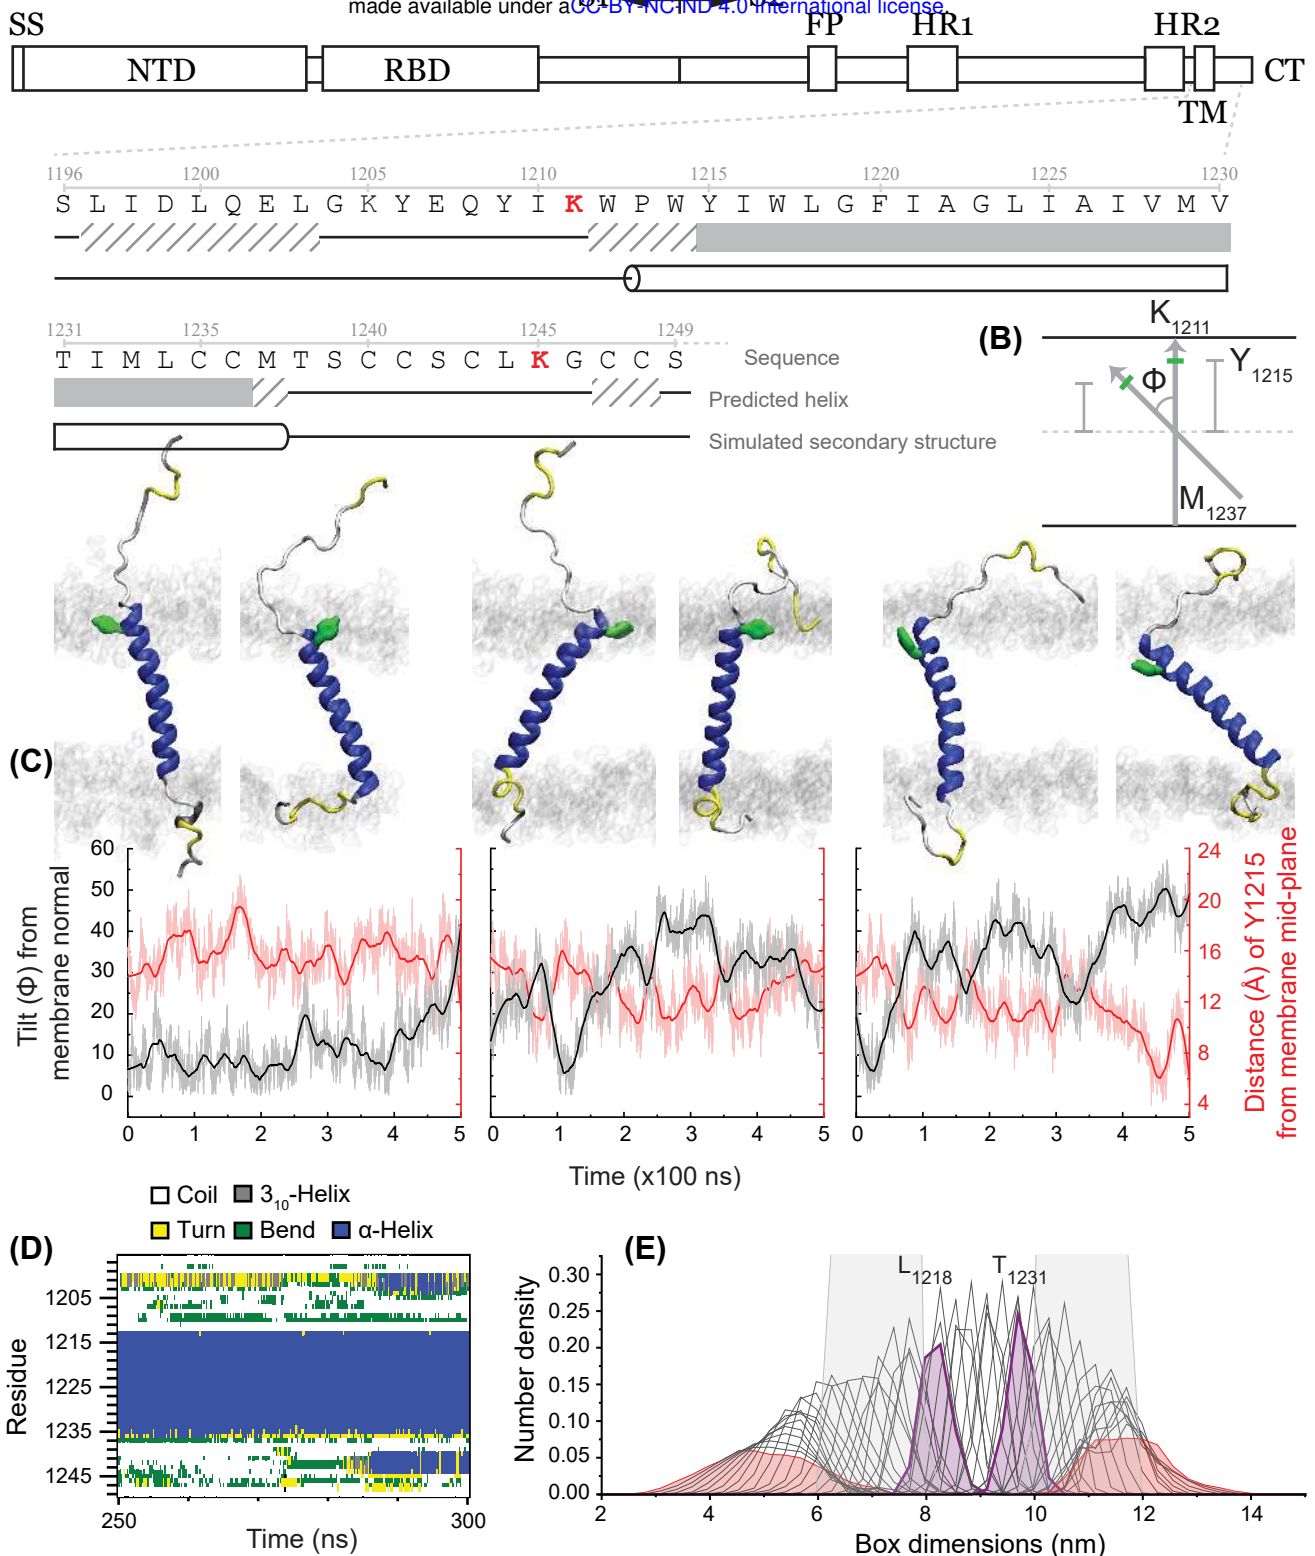 made available under aCC-BY-NC-ND 4.0 International license.
SS FP HR1 HR2
NTD RBD CT
TM
1196 1200 1205 1210 1215 1220 1225 1230
S L I D L Q E L G K Y E Q Y I K W P W Y I W L G F I A G L I A I V M V
1231 1235 1240 1245 1249
T I M L C C M T S C C S C L K G C C S
Sequence
Predicted helix
Simulated secondary structure
(B)
K1211
Φ
Y1215
M1237
(C)
Tilt (Φ) from
membrane normal
60
50
40
30
20
10
0
24
20
16
12
8
4
Distance (Å) of Y1215
from membrane mid-plane
0 1 2 3 4 5 0 1 2 3 4 5 0 1 2 3 4 5
Time (x100 ns)
Coil 310-Helix
Turn Bend α-Helix
(D)
Residue
1205
1215
1225
1235
1245
250 300
Time (ns)
(E)
L1218 T1231
Number density
0.30
0.25
0.20
0.15
0.10
0.05
0.00
2 4 6 8 10 12 14
Box dimensions (nm)